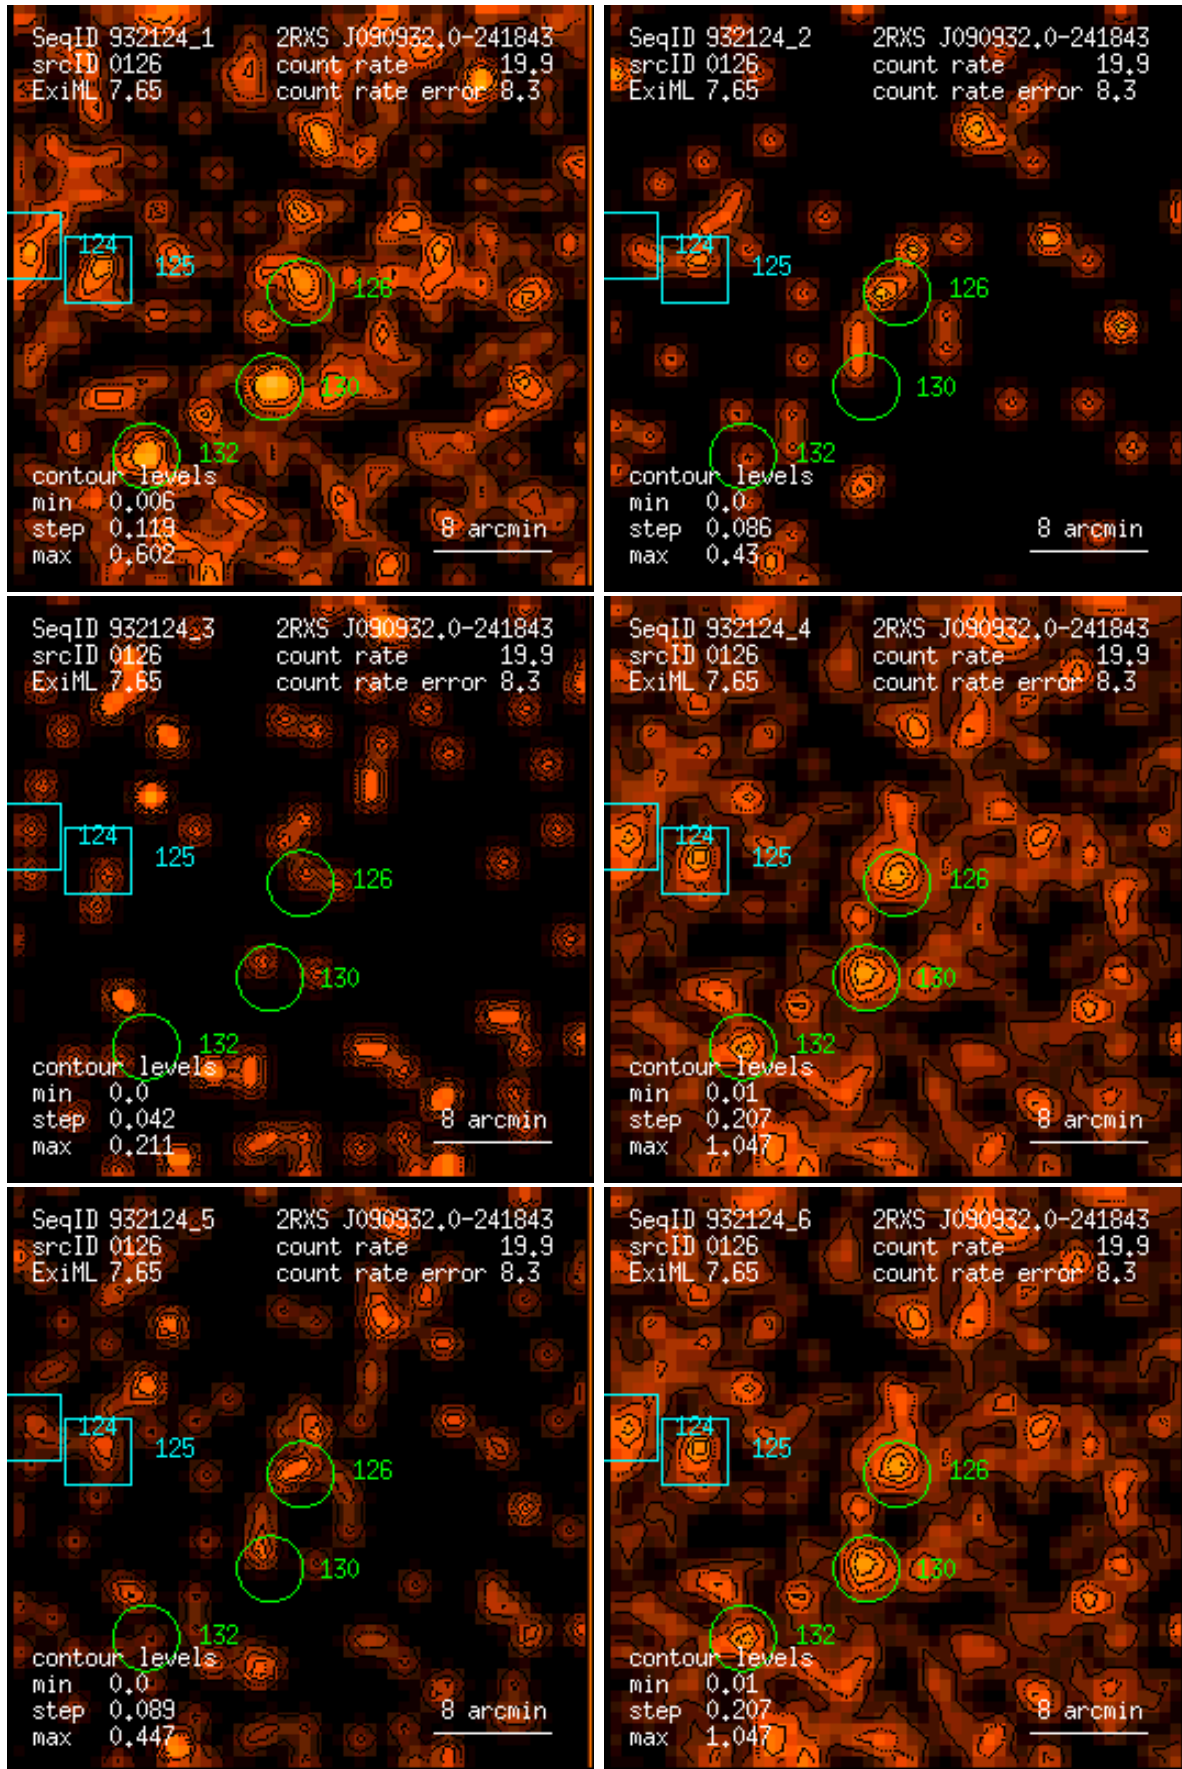 SeqID 932124_1 2RXS J090932.0-241843
srcID 0126 count rate 19.9
ExiML 7.65 count rate error 8.3
124
125
126
130
132
contour levels
min 0.006
step 0.119 8 arcmin
max 0.602
SeqID 932124_2 2RXS J090932.0-241843
srcID 0126 count rate 19.9
ExiML 7.65 count rate error 8.3
124
125
126
130
132
contour levels
min 0.0
step 0.086 8 arcmin
max 0.43
SeqID 932124_3 2RXS J090932.0-241843
srcID 0126 count rate 19.9
ExiML 7.65 count rate error 8.3
124
125
126
130
132
contour levels
min 0.0
step 0.042 8 arcmin
max 0.211
SeqID 932124_4 2RXS J090932.0-241843
srcID 0126 count rate 19.9
ExiML 7.65 count rate error 8.3
124
125
126
130
132
contour levels
min 0.01
step 0.207 8 arcmin
max 1.047
SeqID 932124_5 2RXS J090932.0-241843
srcID 0126 count rate 19.9
ExiML 7.65 count rate error 8.3
124
125
126
130
132
contour levels
min 0.0
step 0.089 8 arcmin
max 0.447
SeqID 932124_6 2RXS J090932.0-241843
srcID 0126 count rate 19.9
ExiML 7.65 count rate error 8.3
124
125
126
130
132
contour levels
min 0.01
step 0.207 8 arcmin
max 1.047